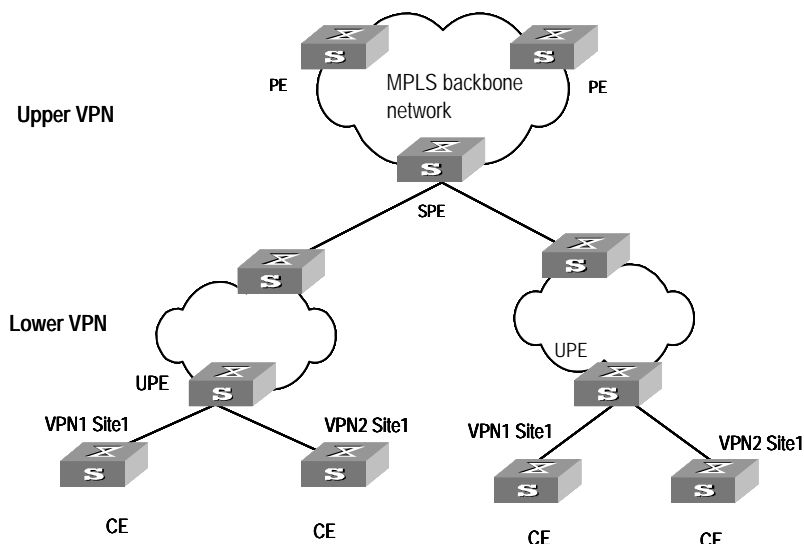 PE
MPLS backbone
network
PE
Upper VPN
S
S
S
SPE
S
S
Lower VPN
UPE
UPE
S
S
VPN1 Site1
VPN2 Site1
VPN1 Site1
VPN2 Site1
S
S
S
S
CE
CE
CE
CE